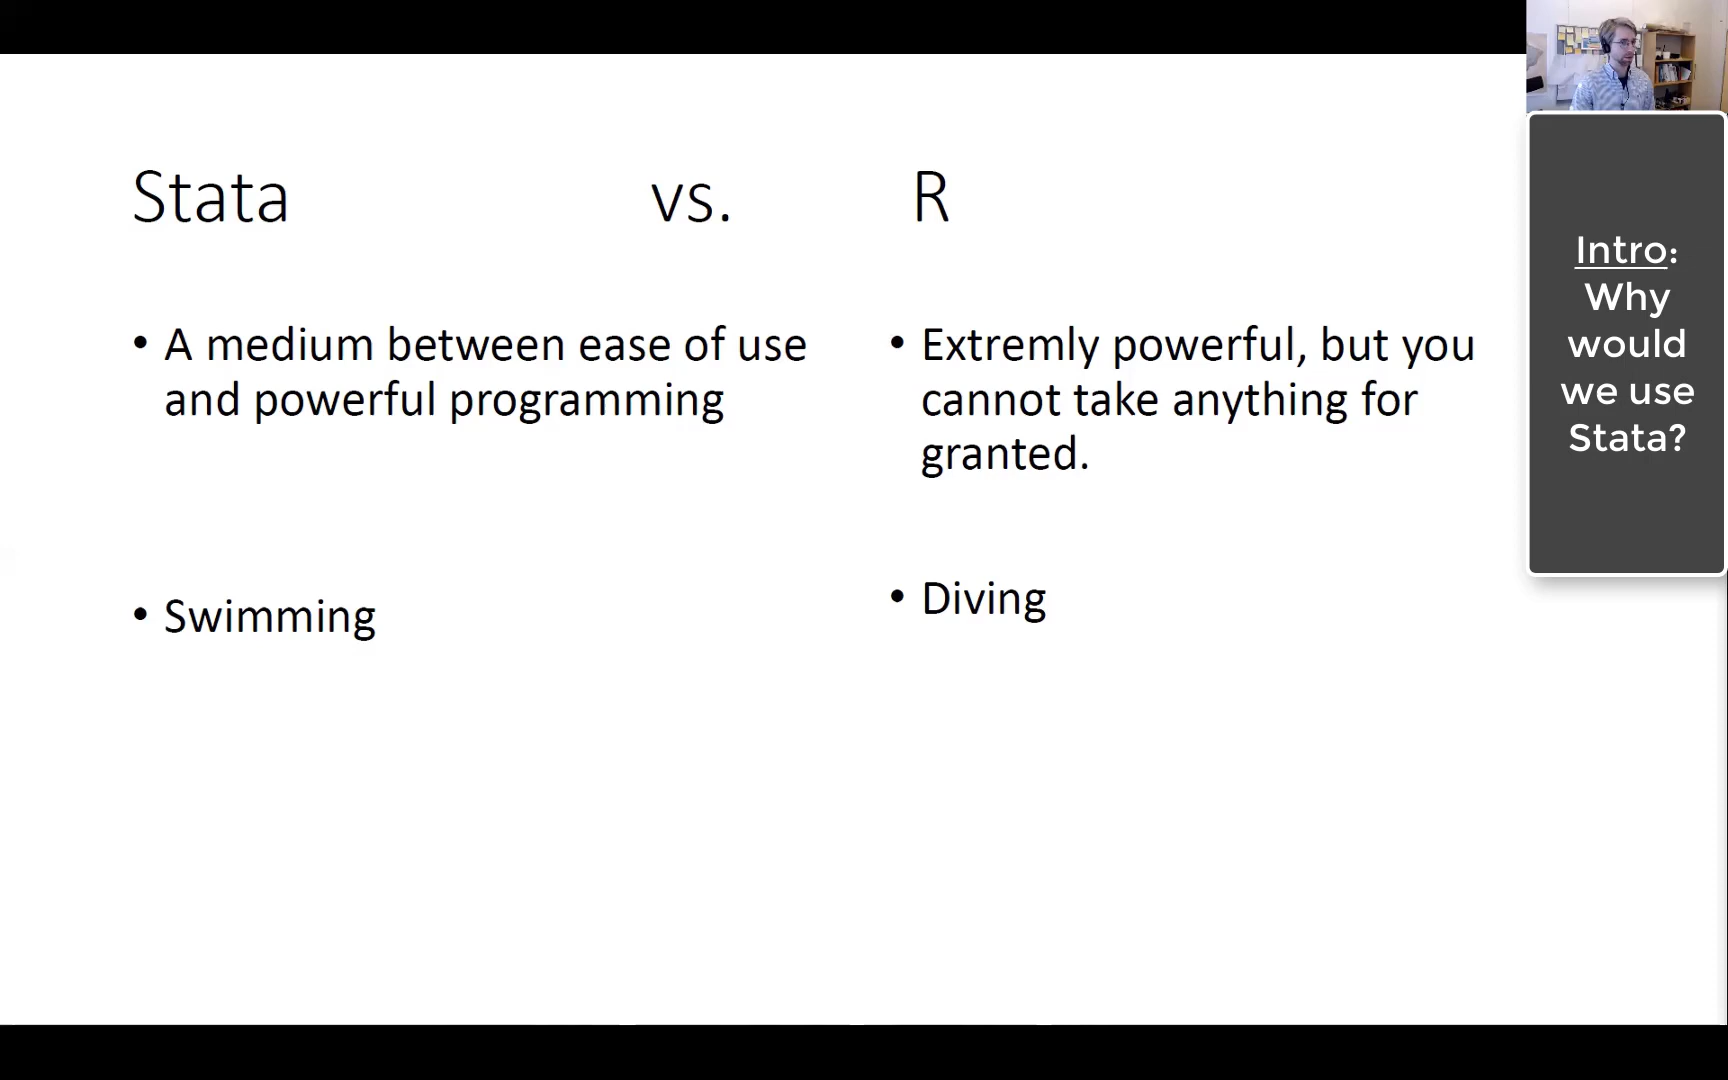 Stata vs. R
• A medium between ease of use
and powerful programming
• Swimming
• Extremly powerful, but you
cannot take anything for
granted.
• Diving
Intro:
Why
would
we use
Stata?